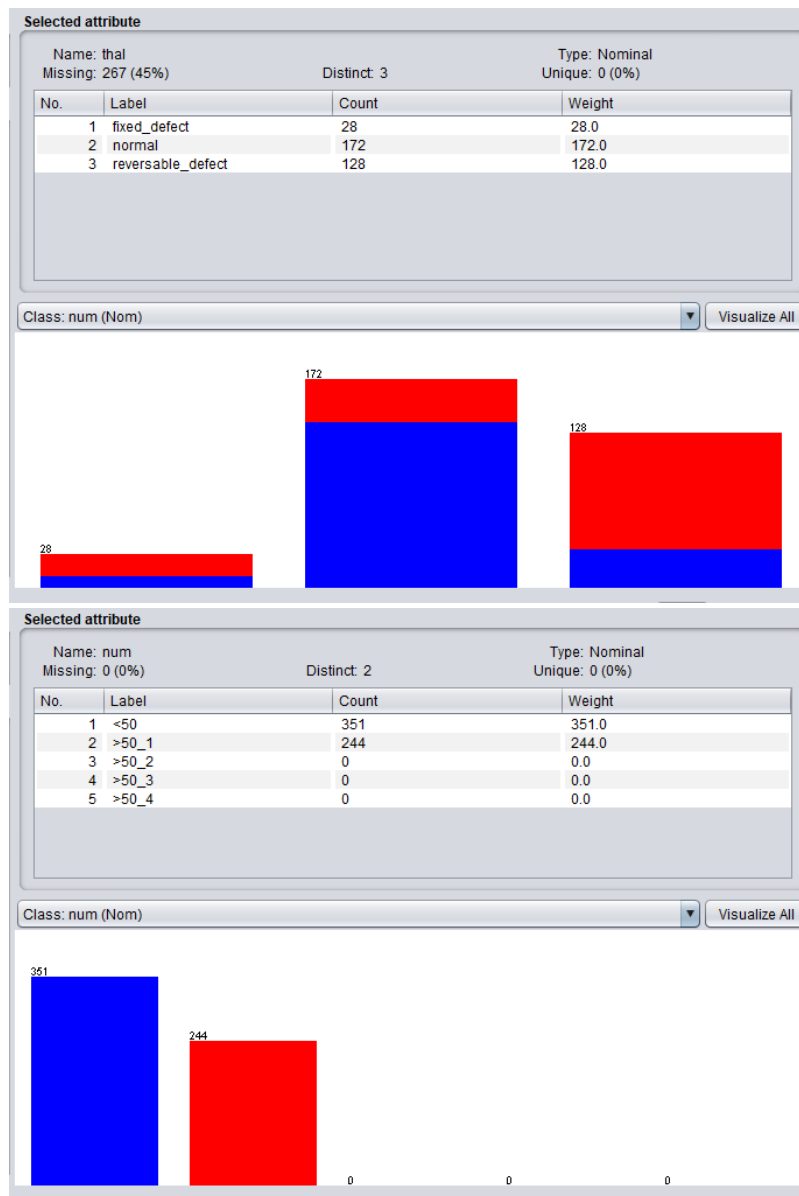 Selected attribute
Name: thal Type: Nominal
Missing: 267 (45%) Distinct: 3 Unique: 0 (0%)
No. Label Count Weight
1 fixed_defect 28 28.0
2 normal 172 172.0
3 reversable_defect 128 128.0
Class: num (Nom) Visualize All
172
128
28
Selected attribute
Name: num Type: Nominal
Missing: 0 (0%) Distinct: 2 Unique: 0 (0%)
No. Label Count Weight
1 <50 351 351.0
2 >50_1 244 244.0
3 >50_2 0 0.0
4 >50_3 0 0.0
5 >50_4 0 0.0
Class: num (Nom) Visualize All
351
244
0 0 0